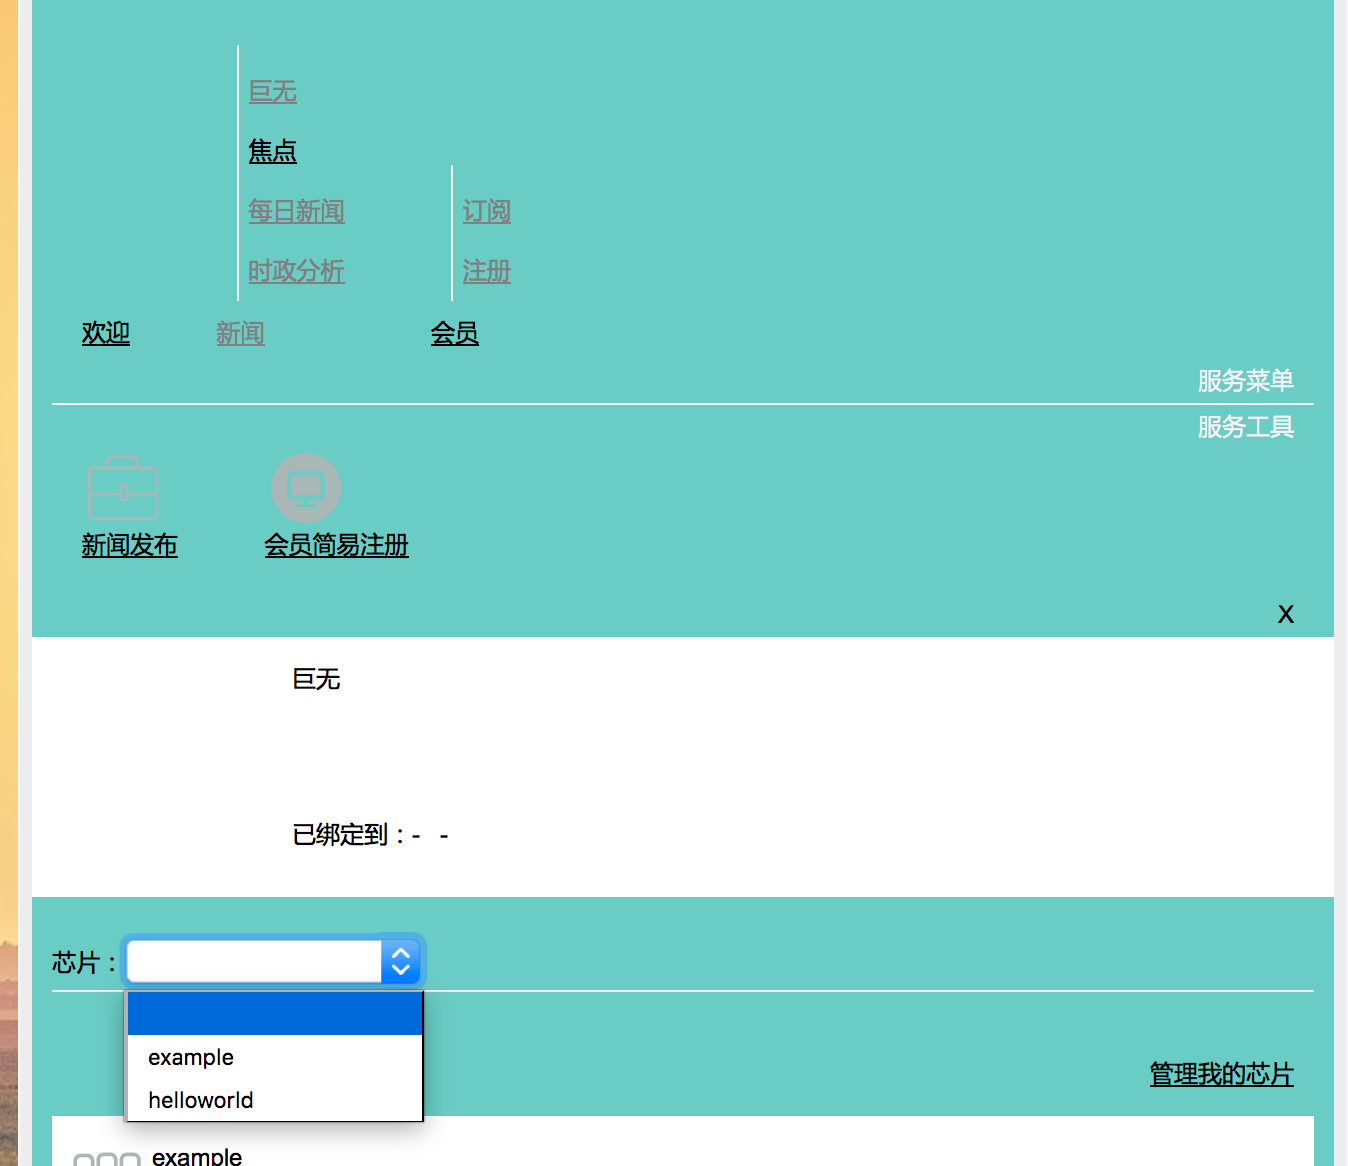 巨无
焦点
每日新闻 订阅
时政分析 注册
欢迎 新闻 会员
服务菜单
服务工具
新闻发布 会员简易注册
X
巨无
已绑定到：- -
芯片：
example
helloworld
管理我的芯片
example